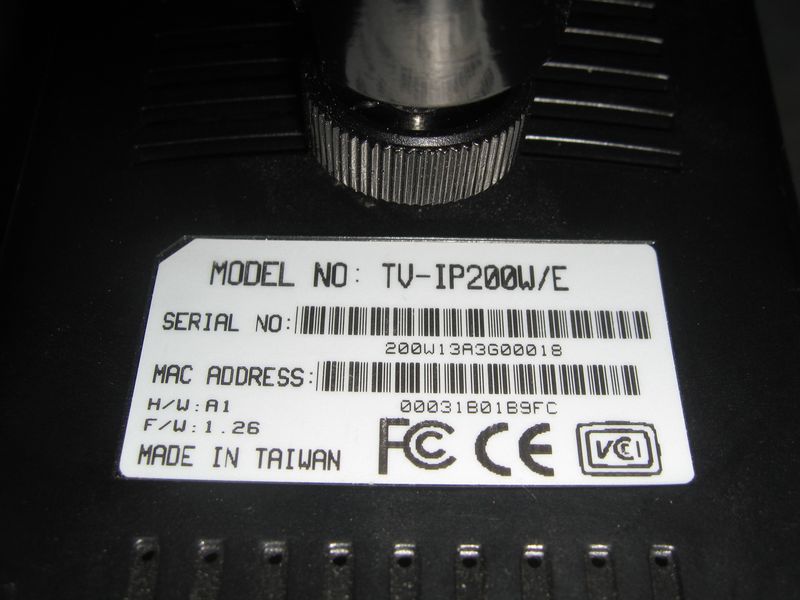 MODEL NO: TV-IP200W/E
SERIAL NO:
200W13A3G00018
MAC ADDRESS:
00031B01B9FC
H/W:A1
F/W:1.26
MADE IN TAIWAN
FC CE VCCI